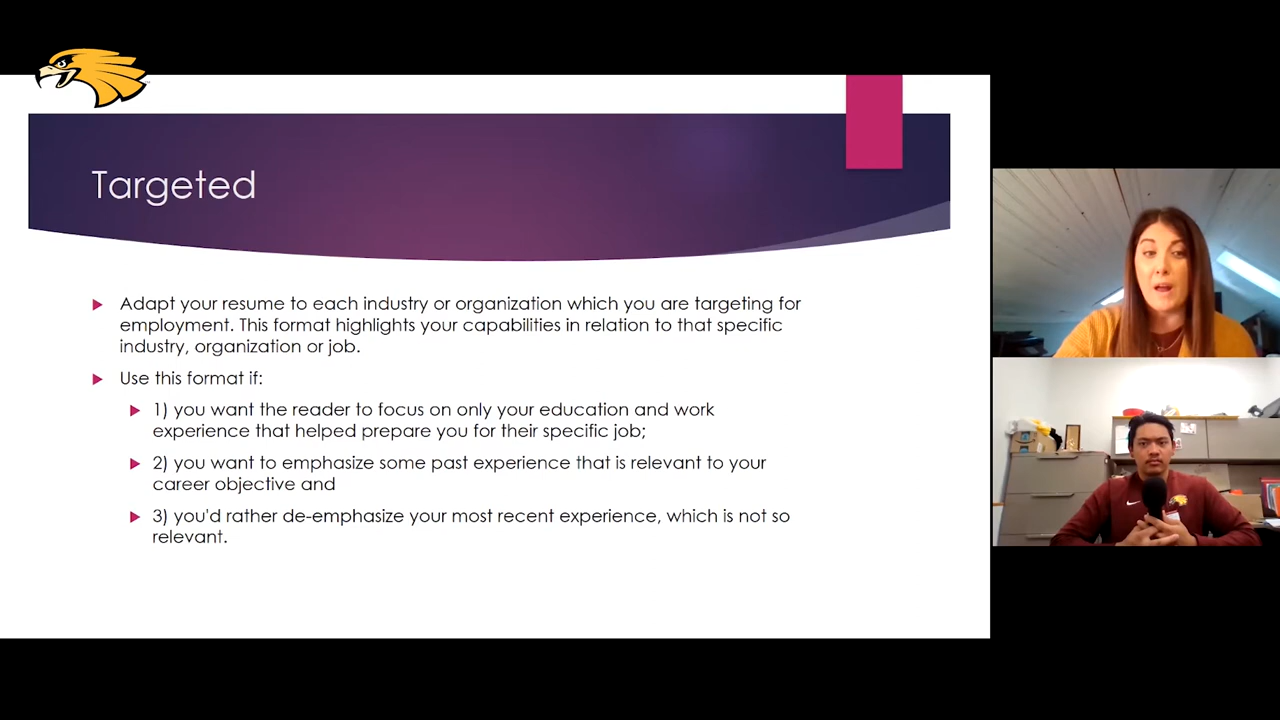 Targeted
Adapt your resume to each industry or oganization which you are targeting for
employment. This format highlights your capabilities in relation to that specific
industry, organization or job.
Use this format if:
1) you want the reader to focus on only your education and work
experience that helped prepare you for their specific job;
2) you want to emphasize some past experience that is relevant to your
career objective and
3) you'd rather de-emphasize your most recent experience, which is not so
relevant.